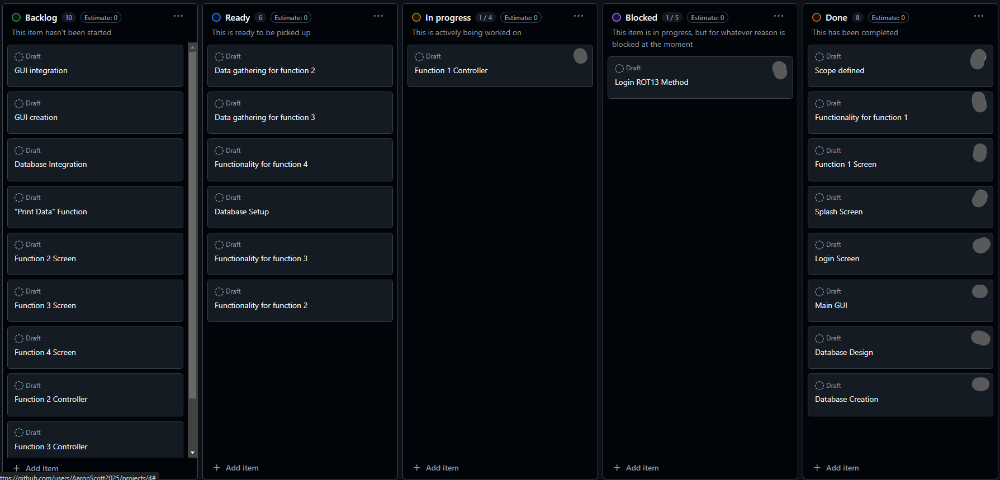 Backlog 10 Estimate: 0
This item hasn't been started
Draft
GUI integration
Draft
GUI creation
Draft
Database Integration
Draft
"Print Data" Function
Draft
Function 2 Screen
Draft
Function 3 Screen
Draft
Function 4 Screen
Draft
Function 2 Controller
Draft
Function 3 Controller
+ Add item
ttps://github.com/users/AaronScott2025/projects/4#
Ready 6 Estimate: 0
This is ready to be picked up
Draft
Data gathering for function 2
Draft
Data gathering for function 3
Draft
Functionality for function 4
Draft
Database Setup
Draft
Functionality for function 3
Draft
Functionality for function 2
+ Add item
In progress 1 / 4 Estimate: 0
This is actively being worked on
Draft
Function 1 Controller
+ Add item
Blocked 1 / 5 Estimate: 0
This item is in progress, but for whatever reason is
blocked at the moment
Draft
Login ROT13 Method
+ Add item
Done 8 Estimate: 0
This has been completed
Draft
Scope defined
Draft
Functionality for function 1
Draft
Function 1 Screen
Draft
Splash Screen
Draft
Login Screen
Draft
Main GUI
Draft
Database Design
Draft
Database Creation
+ Add item